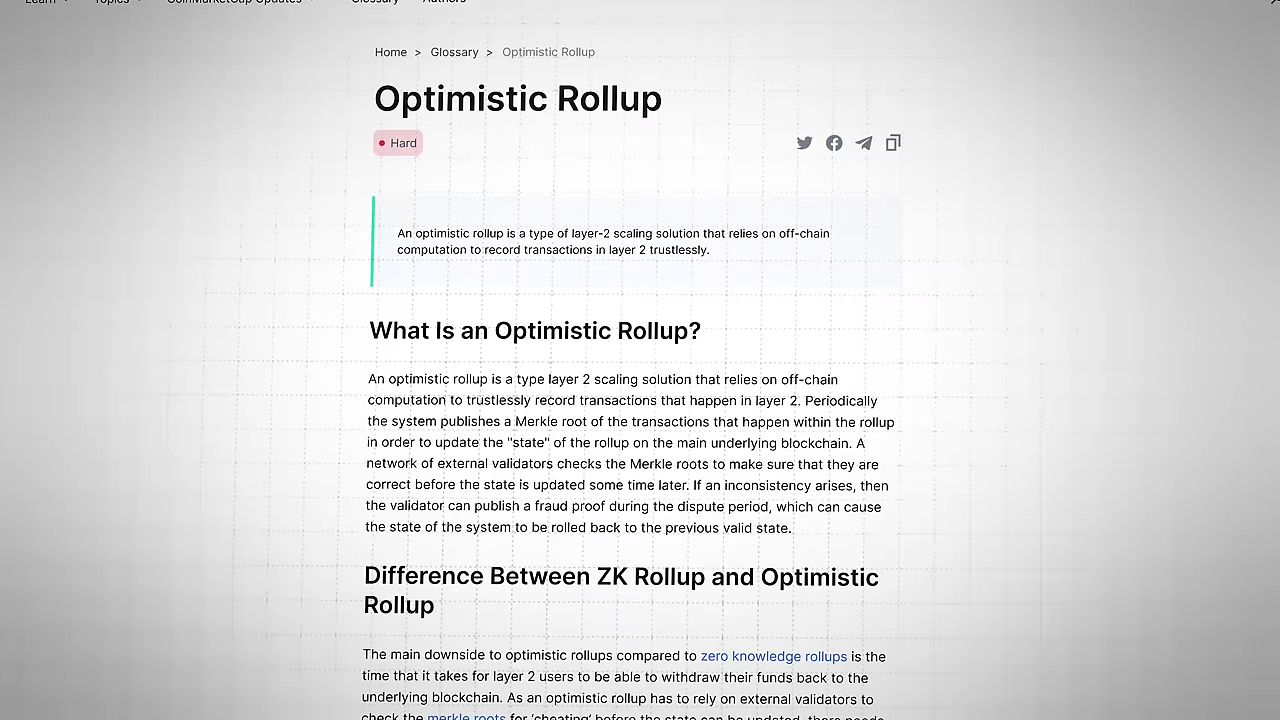 Learn Topics CoinMarketCap Updates Glossary Authors
Home > Glossary > Optimistic Rollup
Optimistic Rollup
Hard
An optimistic rollup is a type of layer-2 scaling solution that relies on off-chain
computation to record transactions in layer 2 trustlessly.
What Is an Optimistic Rollup?
An optimistic rollup is a type layer 2 scaling solution that relies on off-chain
computation to trustlessly record transactions that happen in layer 2. Periodically
the system publishes a Merkle root of the transactions that happen within the rollup
in order to update the "state" of the rollup on the main underlying blockchain. A
network of external validators checks the Merkle roots to make sure that they are
correct before the state is updated some time later. If an inconsistency arises, then
the validator can publish a fraud proof during the dispute period, which can cause
the state of the system to be rolled back to the previous valid state.
Difference Between ZK Rollup and Optimistic
Rollup
The main downside to optimistic rollups compared to zero knowledge rollups is the
time that it takes for layer 2 users to be able to withdraw their funds back to the
underlying blockchain. As an optimistic rollup has to rely on external validators to
check the merkle roots for ‘cheating’ before the state can be updated, there needs